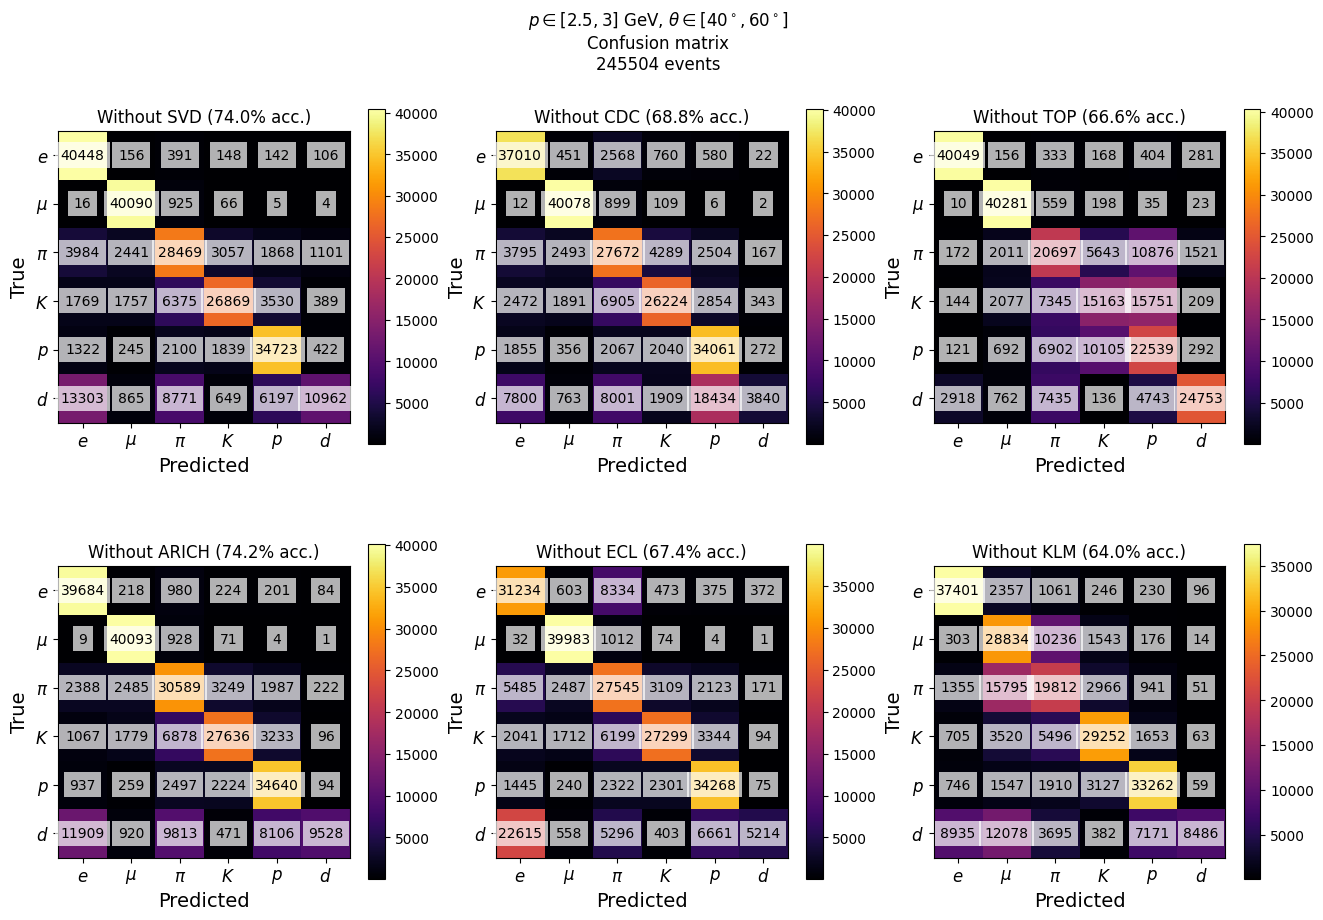 p ∈ [2.5, 3] GeV, θ ∈ [40°, 60°]
Confusion matrix
245504 events
Without SVD (74.0% acc.)
True
e 40448 156 391 148 142 106
μ 16 40090 925 66 5 4
π 3984 2441 28469 3057 1868 1101
K 1769 1757 6375 26869 3530 389
p 1322 245 2100 1839 34723 422
d 13303 865 8771 649 6197 10962
e μ π K p d
Predicted
40000
35000
30000
25000
20000
15000
10000
5000
Without CDC (68.8% acc.)
True
37010 451 2568 760 580 22
12 40078 899 109 6 2
3795 2493 27672 4289 2504 167
2472 1891 6905 26224 2854 343
1855 356 2067 2040 34061 272
7800 763 8001 1909 18434 3840
e μ π K p d
Predicted
40000
35000
30000
25000
20000
15000
10000
5000
Without TOP (66.6% acc.)
True
e 40049 156 333 168 404 281
μ 10 40281 559 198 35 23
π 172 2011 20697 5643 10876 1521
K 144 2077 7345 15163 15751 209
p 121 692 6902 10105 22539 292
d 2918 762 7435 136 4743 24753
e μ π K p d
Predicted
40000
35000
30000
25000
20000
15000
10000
5000
Without ARICH (74.2% acc.)
True
e 39684 218 980 224 201 84
μ 9 40093 928 71 4 1
π 2388 2485 30589 3249 1987 222
K 1067 1779 6878 27636 3233 96
p 937 259 2497 2224 34640 94
d 11909 920 9813 471 8106 9528
e μ π K p d
Predicted
40000
35000
30000
25000
20000
15000
10000
5000
Without ECL (67.4% acc.)
True
e 31234 603 8334 473 375 372
μ 32 39983 1012 74 4 1
π 5485 2487 27545 3109 2123 171
K 2041 1712 6199 27299 3344 94
p 1445 240 2322 2301 34268 75
d 22615 558 5296 403 6661 5214
e μ π K p d
Predicted
35000
30000
25000
20000
15000
10000
5000
Without KLM (64.0% acc.)
True
e 37401 2357 1061 246 230 96
μ 303 28834 10236 1543 176 14
π 1355 15795 19812 2966 941 51
K 705 3520 5496 29252 1653 63
p 746 1547 1910 3127 33262 59
d 8935 12078 3695 382 7171 8486
e μ π K p d
Predicted
35000
30000
25000
20000
15000
10000
5000